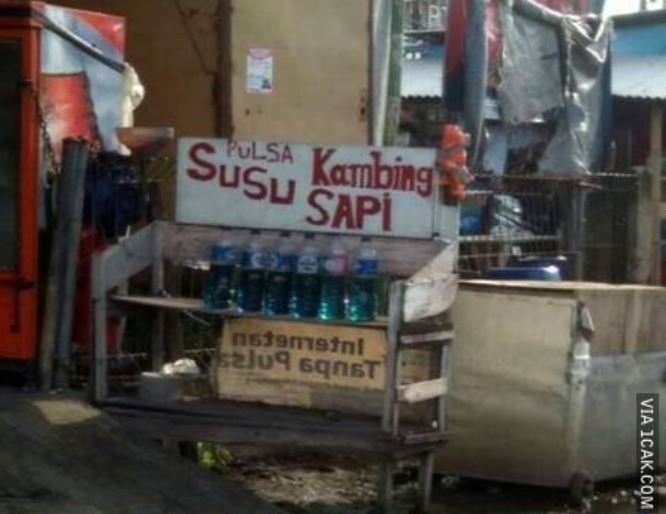 PULSA
SUSU Kambing
SAPi
Internetan
Tanpa Pulsa
VIA 1CAK.COM